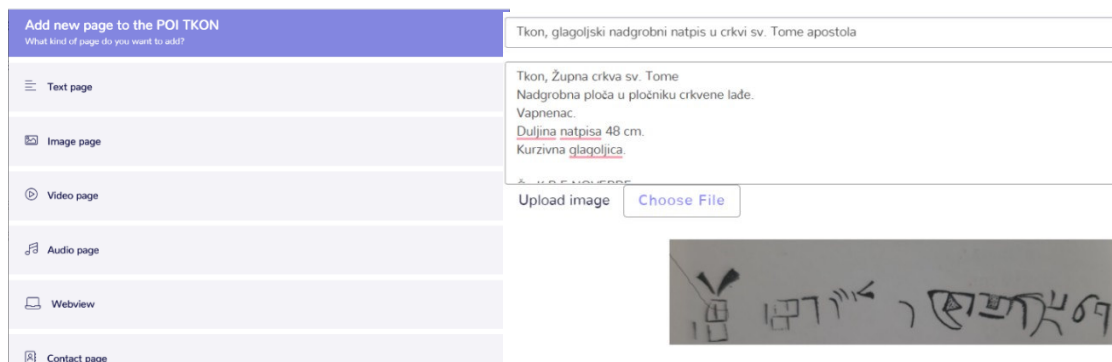 Add new page to the POI TKON
What kind of page do you want to add?
Text page
Image page
Video page
Audio page
Webview
Contact page
Tkon, glagoljski nadgrobni natpis u crkvi sv. Tome apostola
Tkon, Župna crkva sv. Tome
Nadgrobna ploča u pločniku crkvene lađe.
Vapnenac.
Duljina natpisa 48 cm.
Kurzivna glagoljica.
Upload image
Choose File